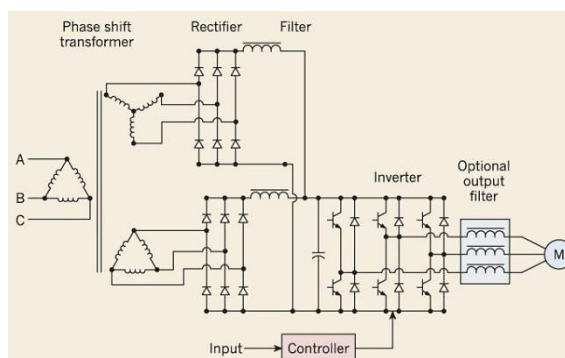 Phase shift
transformer
Rectifier
Filter
A
B
C
Inverter
Optional
output
filter
M
Input
Controller